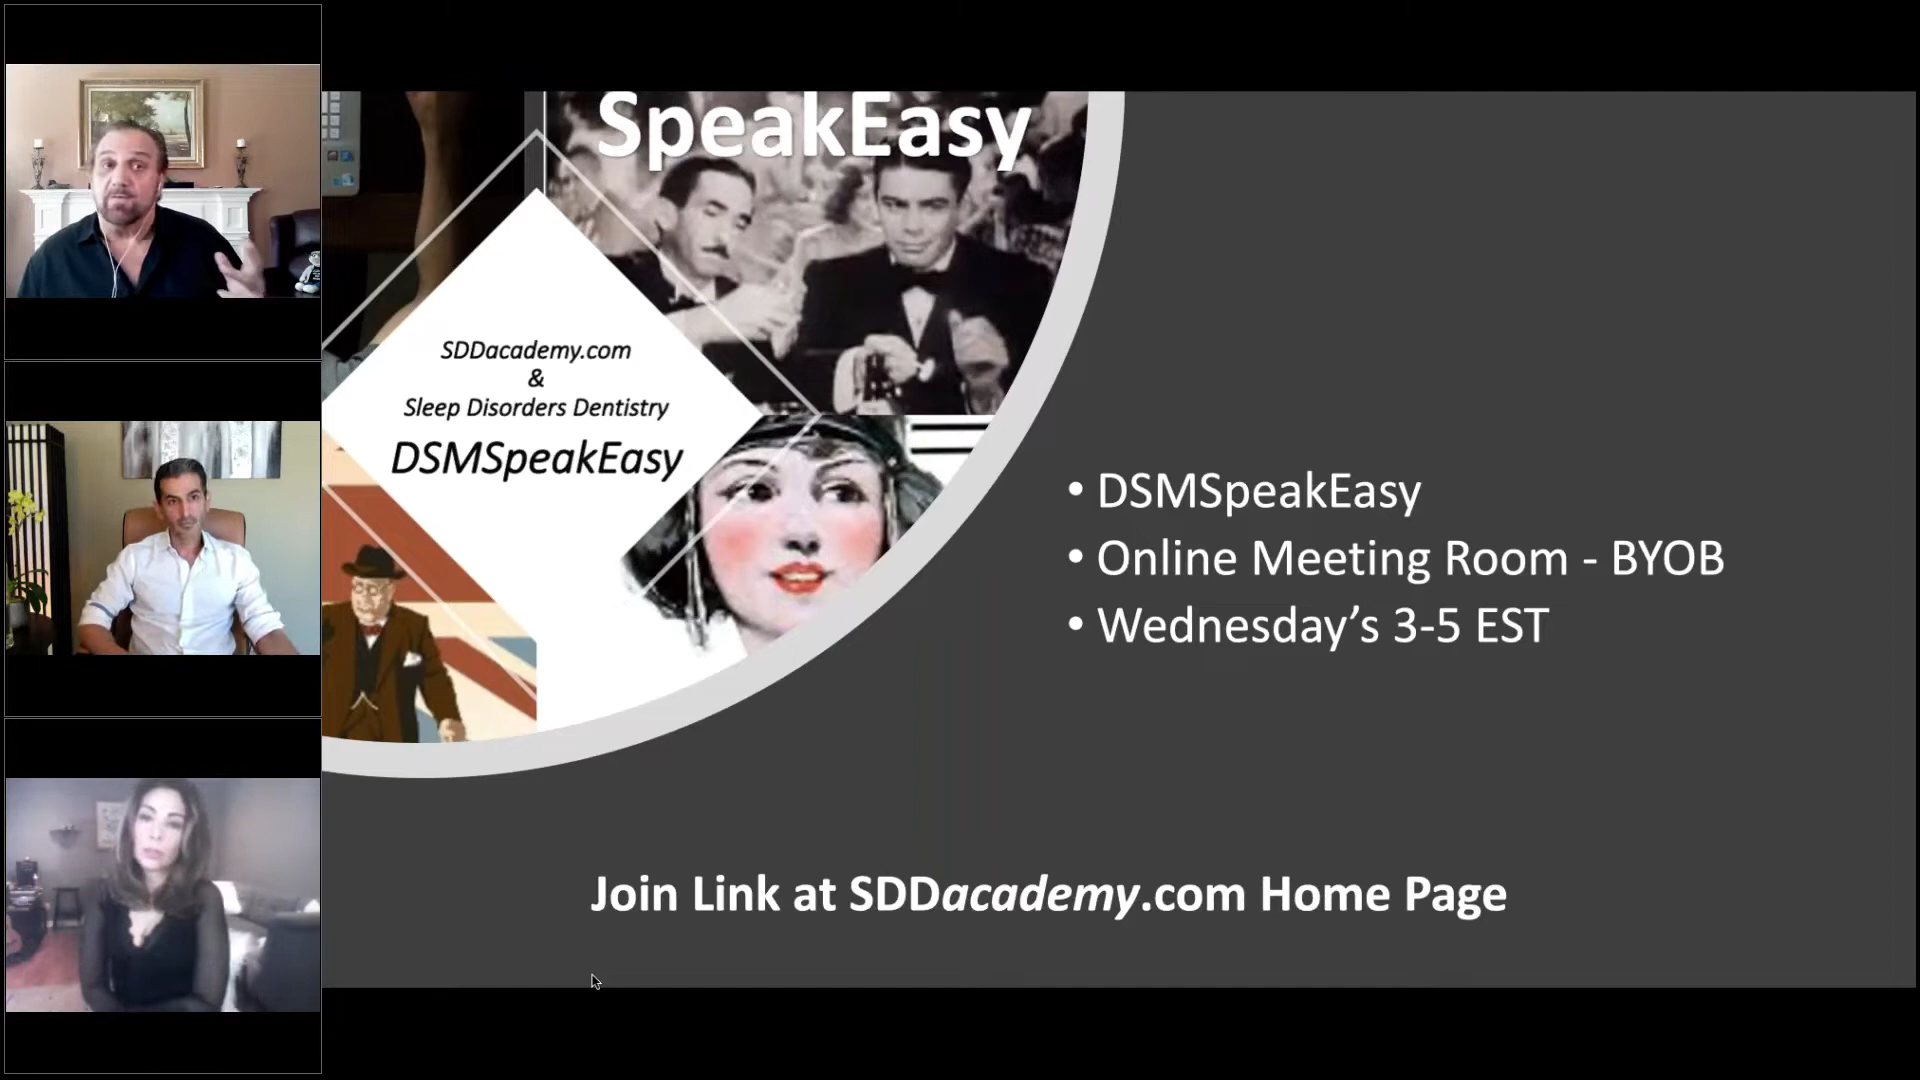 SpeakEasy
SDDacademy.com
&
Sleep Disorders Dentistry
DSMSpeakEasy
• DSMSpeakEasy
• Online Meeting Room - BYOB
• Wednesday’s 3-5 EST
Join Link at SDDacademy.com Home Page